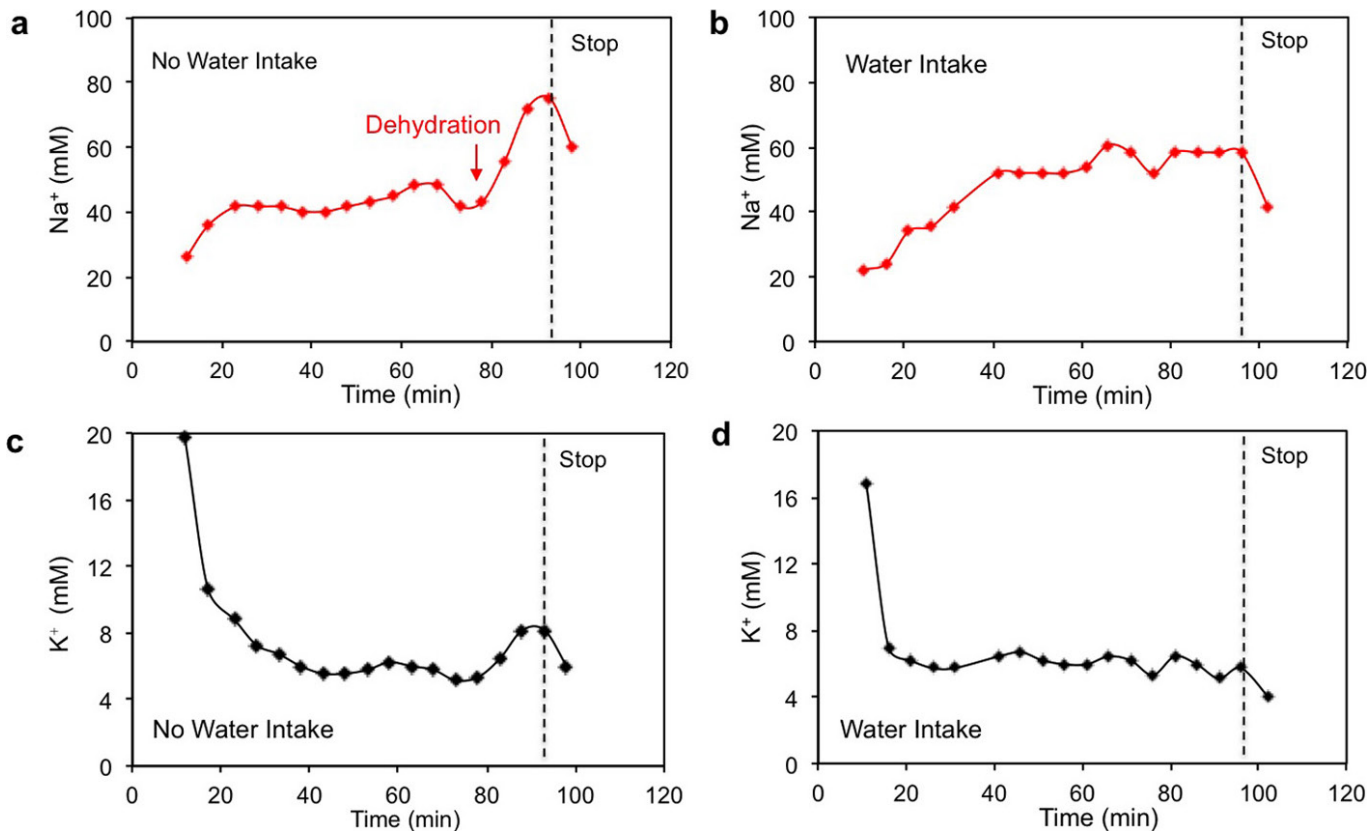 a
No Water Intake
Stop
Dehydration
Na⁺ (mM)
100
80
60
40
20
0
0 20 40 60 80 100 120
Time (min)
b
Water Intake
Stop
Na⁺ (mM)
100
80
60
40
20
0
0 20 40 60 80 100 120
Time (min)
c
Stop
No Water Intake
K⁺ (mM)
20
16
12
8
4
0
0 20 40 60 80 100 120
Time (min)
d
Stop
Water Intake
K⁺ (mM)
20
16
12
8
4
0
0 20 40 60 80 100 120
Time (min)